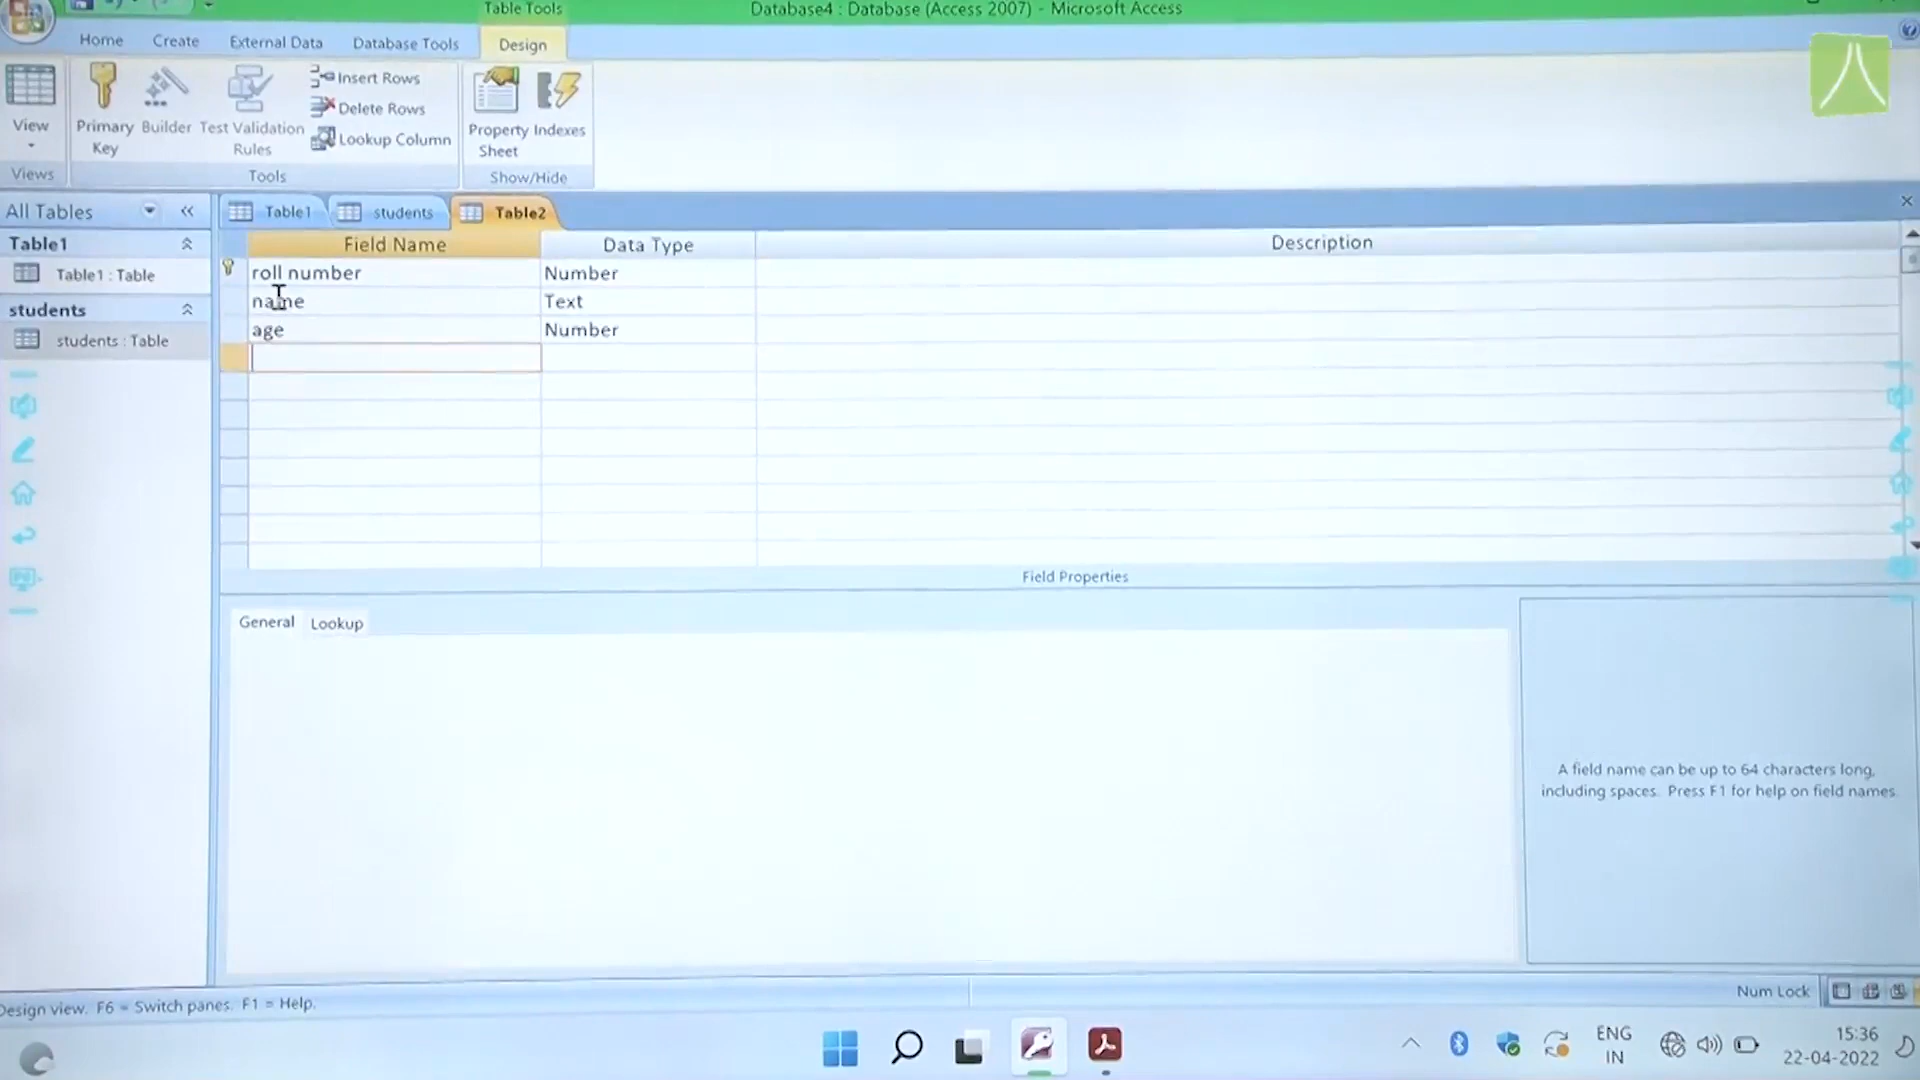 Table Tools
Database4 : Database (Access 2007) - Microsoft Access
Home
Create
External Data
Database Tools
Design
View
Primary Key
Builder
Test Validation Rules
Insert Rows
Delete Rows
Lookup Column
Property Sheet
Indexes
Views
Tools
Show/Hide
All Tables
Table1
students
Table2
Table1
Table1 : Table
students
students : Table
Field Name
Data Type
Description
roll number
Number
name
Text
age
Number
Field Properties
General
Lookup
A field name can be up to 64 characters long,
including spaces. Press F1 for help on field names.
Design view. F6 = Switch panes. F1 = Help.
Num Lock
ENG
IN
15:36
22-04-2022